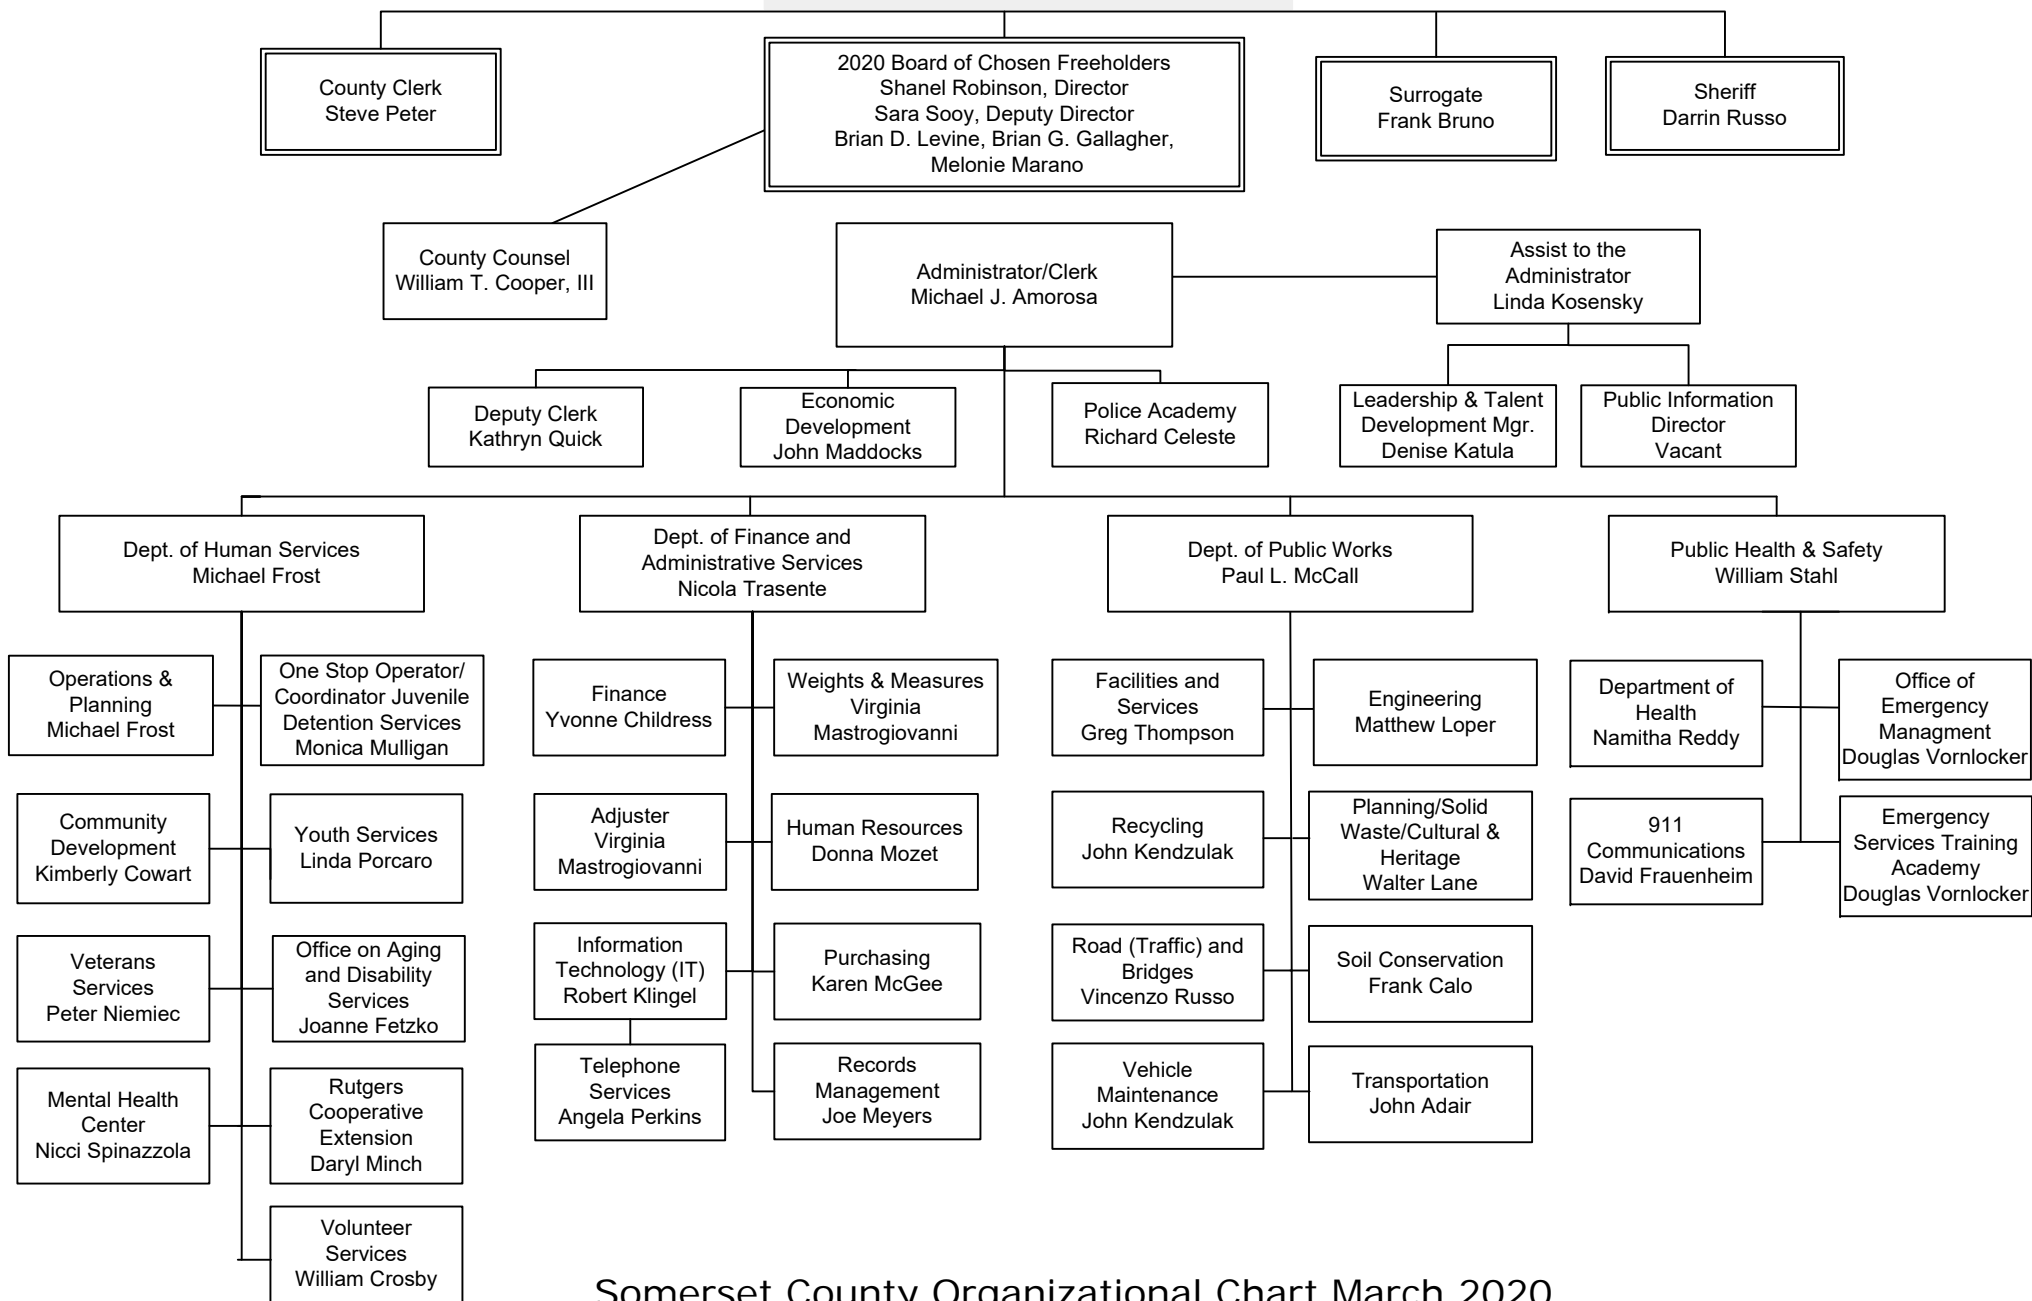 County Clerk
Steve Peter
2020 Board of Chosen Freeholders
Shanel Robinson, Director
Sara Sooy, Deputy Director
Brian D. Levine, Brian G. Gallagher,
Melonie Marano
Surrogate
Frank Bruno
Sheriff
Darrin Russo
County Counsel
William T. Cooper, III
Administrator/Clerk
Michael J. Amorosa
Assist to the
Administrator
Linda Kosensky
Deputy Clerk
Kathryn Quick
Economic
Development
John Maddocks
Police Academy
Richard Celeste
Leadership & Talent
Development Mgr.
Denise Katula
Public Information
Director
Vacant
Dept. of Human Services
Michael Frost
Dept. of Finance and
Administrative Services
Nicola Trasente
Dept. of Public Works
Paul L. McCall
Public Health & Safety
William Stahl
Operations &
Planning
Michael Frost
One Stop Operator/
Coordinator Juvenile
Detention Services
Monica Mulligan
Finance
Yvonne Childress
Weights & Measures
Virginia
Mastrogiovanni
Facilities and
Services
Greg Thompson
Engineering
Matthew Loper
Department of
Health
Namitha Reddy
Office of
Emergency
Managment
Douglas Vornlocker
Community
Development
Kimberly Cowart
Youth Services
Linda Porcaro
Adjuster
Virginia
Mastrogiovanni
Human Resources
Donna Mozet
Recycling
John Kendzulak
Planning/Solid
Waste/Cultural &
Heritage
Walter Lane
911
Communications
David Frauenheim
Emergency
Services Training
Academy
Douglas Vornlocker
Veterans
Services
Peter Niemiec
Office on Aging
and Disability
Services
Joanne Fetzko
Information
Technology (IT)
Robert Klingel
Purchasing
Karen McGee
Road (Traffic) and
Bridges
Vincenzo Russo
Soil Conservation
Frank Calo
Mental Health
Center
Nicci Spinazzola
Rutgers
Cooperative
Extension
Daryl Minch
Telephone
Services
Angela Perkins
Records
Management
Joe Meyers
Vehicle
Maintenance
John Kendzulak
Transportation
John Adair
Volunteer
Services
William Crosby
Somerset County Organizational Chart March 2020